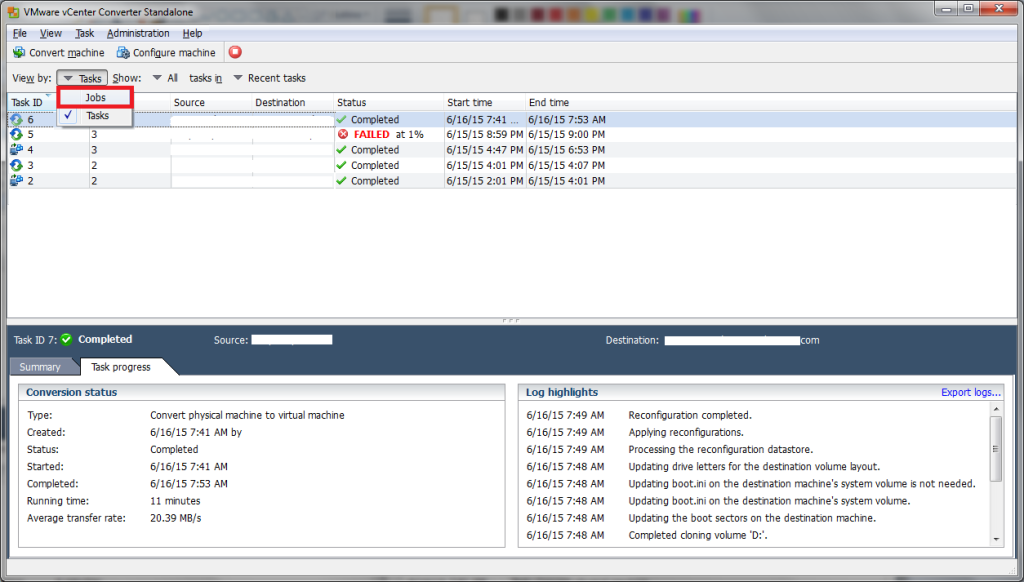 VMware vCenter Converter Standalone
File View Task Administration Help
Convert machine Configure machine
View by: Tasks Show: All tasks in Recent tasks
Jobs
Tasks
Task ID Source Destination Status Start time End time
6 Completed 6/16/15 7:41 ... 6/16/15 7:53 AM
5 3 FAILED at 1% 6/15/15 8:59 PM 6/15/15 9:00 PM
4 3 Completed 6/15/15 4:47 PM 6/15/15 6:53 PM
3 2 Completed 6/15/15 4:01 PM 6/15/15 4:07 PM
2 2 Completed 6/15/15 2:01 PM 6/15/15 4:01 PM
Task ID 7: Completed Source: Destination: com
Summary Task progress
Conversion status
Type: Convert physical machine to virtual machine
Created: 6/16/15 7:41 AM by
Status: Completed
Started: 6/16/15 7:41 AM
Completed: 6/16/15 7:53 AM
Running time: 11 minutes
Average transfer rate: 20.39 MB/s
Log highlights Export logs...
6/16/15 7:49 AM Reconfiguration completed.
6/16/15 7:49 AM Applying reconfigurations.
6/16/15 7:49 AM Processing the reconfiguration datastore.
6/16/15 7:48 AM Updating drive letters for the destination volume layout.
6/16/15 7:48 AM Updating boot.ini on the destination machine's system volume is not needed.
6/16/15 7:48 AM Updating boot.ini on the destination machine's system volume.
6/16/15 7:48 AM Updating the boot sectors on the destination machine.
6/16/15 7:48 AM Completed cloning volume 'D:'.